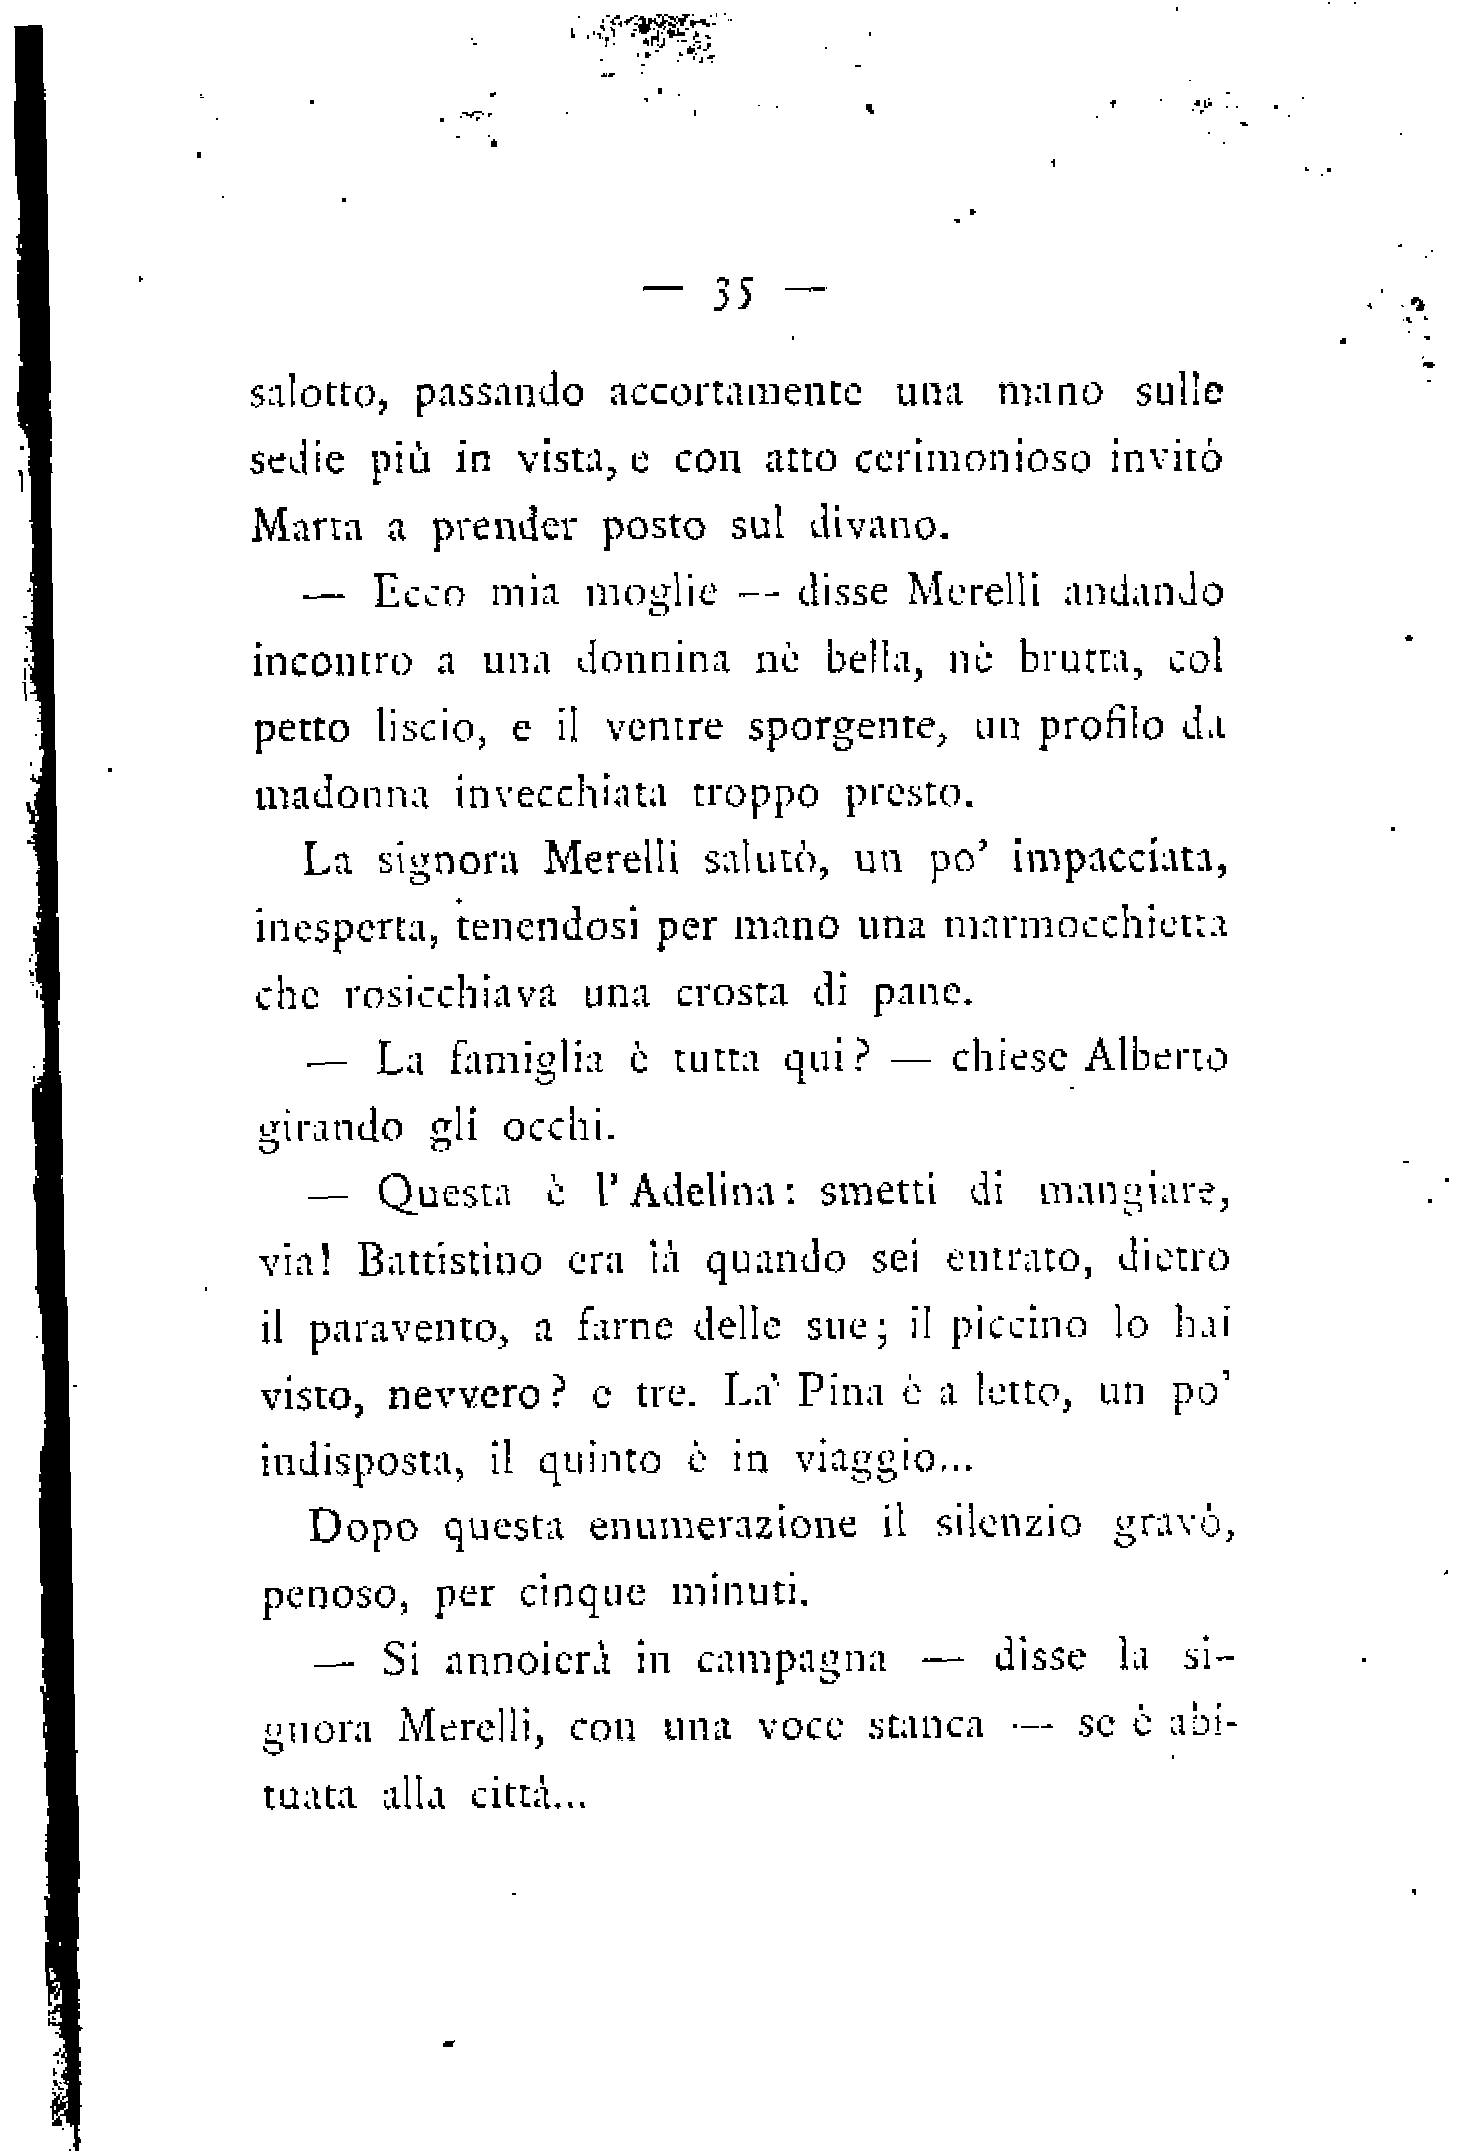 — 35 —
salotto, passando accortamente una mano sulle
sedie più in vista, e con atto cerimonioso invitò
Marta a prender posto sul divano.
— Ecco mia moglie — disse Merelli andando
incontro a una donnina nè bella, nè brutta, col
petto liscio, e il ventre sporgente, un profilo da
madonna invecchiata troppo presto.
La signora Merelli salutò, un po' impacciata,
inesperta, tenendosi per mano una marmocchietta
che rosicchiava una crosta di pane.
— La famiglia è tutta qui? — chiese Alberto
girando gli occhi.
— Questa è l'Adelina: smetti di mangiare,
via! Battistino era là quando sei entrato, dietro
il paravento, a farne delle sue; il piccino lo hai
visto, nevvero? e tre. La Pina è a letto, un po'
indisposta, il quinto è in viaggio...
Dopo questa enumerazione il silenzio gravò,
penoso, per cinque minuti.
— Si annoierà in campagna — disse la si-
gnora Merelli, con una voce stanca — se è abi-
tuata alla città...